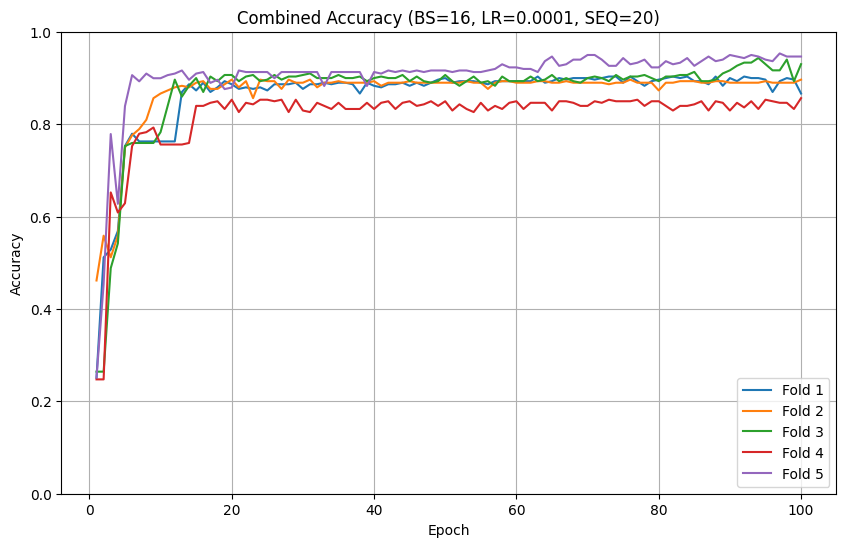 Combined Accuracy (BS=16, LR=0.0001, SEQ=20)
Accuracy
1.0
0.8
0.6
0.4
0.2
0.0
0 20 40 60 80 100
Epoch
Fold 1
Fold 2
Fold 3
Fold 4
Fold 5